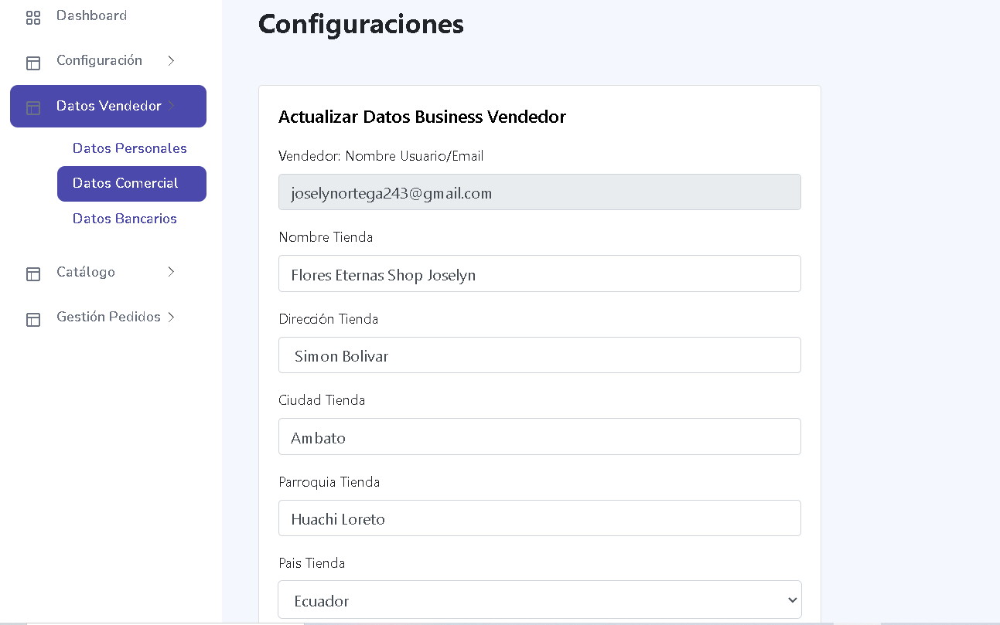 Dashboard
Configuración
Datos Vendedor
Datos Personales
Datos Comercial
Datos Bancarios
Catálogo
Gestión Pedidos
Configuraciones
Actualizar Datos Business Vendedor
Vendedor: Nombre Usuario/Email
joselynortega243@gmail.com
Nombre Tienda
Flores Eternas Shop Joselyn
Dirección Tienda
Simon Bolivar
Ciudad Tienda
Ambato
Parroquia Tienda
Huachi Loreto
Pais Tienda
Ecuador